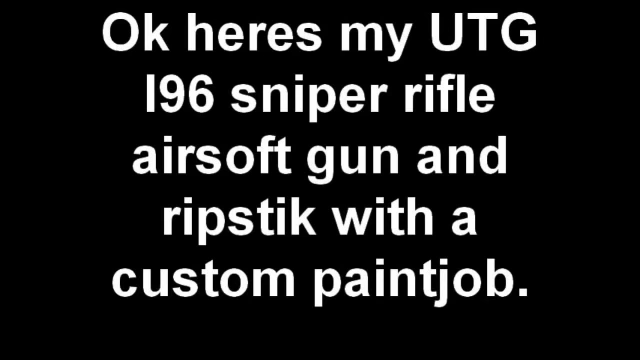 Ok heres my UTG
l96 sniper rifle
airsoft gun and
ripstik with a
custom paintjob.